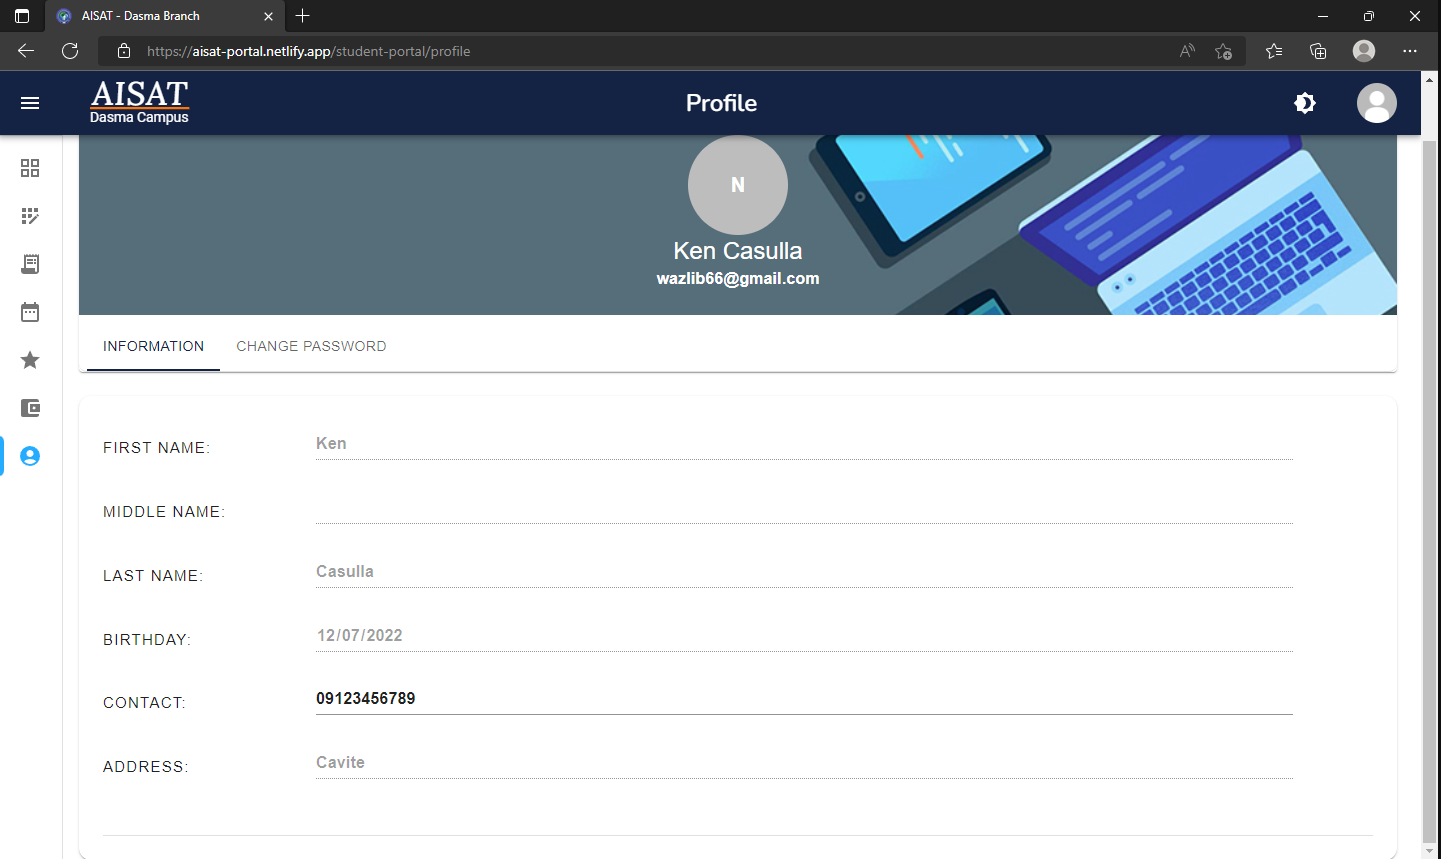 AISAT - Dasma Branch
https://aisat-portal.netlify.app/student-portal/profile
AISAT
Dasma Campus
Profile
N
Ken Casulla
wazlib66@gmail.com
INFORMATION
CHANGE PASSWORD
FIRST NAME:
Ken
MIDDLE NAME:
LAST NAME:
Casulla
BIRTHDAY:
12/07/2022
CONTACT:
09123456789
ADDRESS:
Cavite